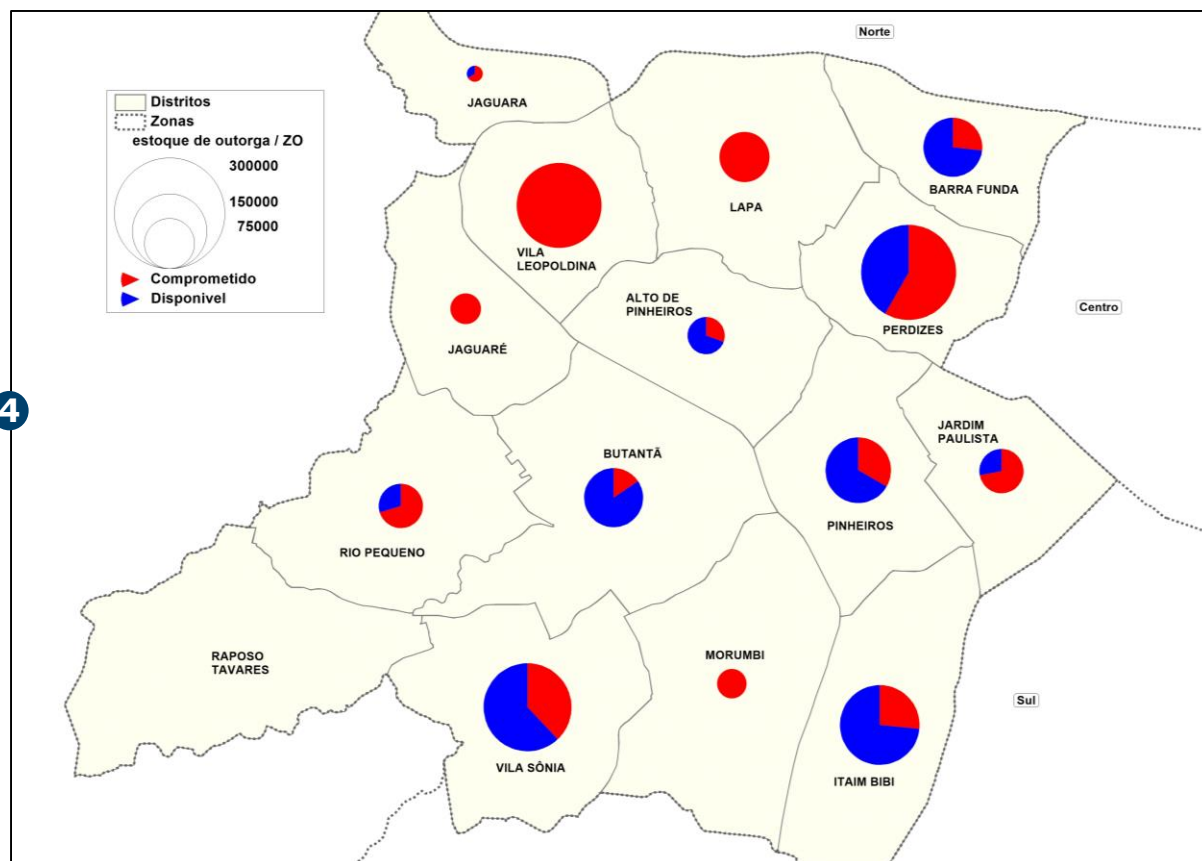 Norte
JAGUARA
Distritos
Zonas
estoque de outorga / ZO
300000
150000
75000
Comprometido
Disponivel
BARRA FUNDA
LAPA
VILA
LEOPOLDINA
ALTO DE
PINHEIROS
Centro
PERDIZES
JAGUARÉ
4
JARDIM
PAULISTA
BUTANTÃ
PINHEIROS
RIO PEQUENO
RAPOSO
TAVARES
MORUMBI
Sul
VILA SÔNIA
ITAIM BIBI